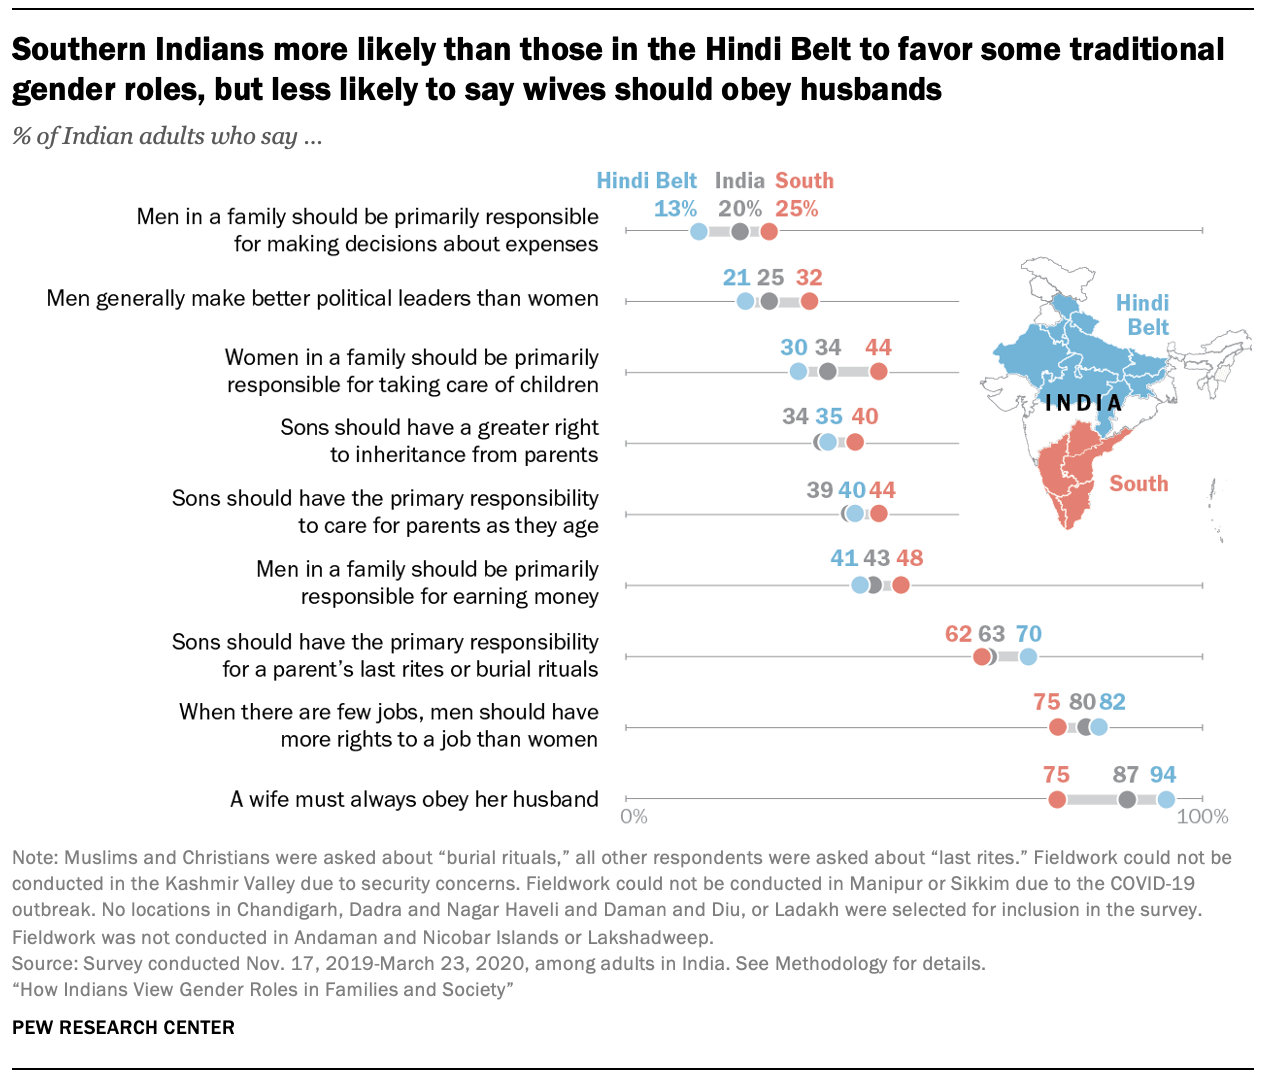 Southern Indians more likely than those in the Hindi Belt to favor some traditional
gender roles, but less likely to say wives should obey husbands
% of Indian adults who say ...
Hindi Belt India South
Men in a family should be primarily responsible
for making decisions about expenses
13% 20% 25%
Men generally make better political leaders than women
21 25 32
Women in a family should be primarily
responsible for taking care of children
30 34 44
Sons should have a greater right
to inheritance from parents
34 35 40
Sons should have the primary responsibility
to care for parents as they age
39 40 44
Men in a family should be primarily
responsible for earning money
41 43 48
Sons should have the primary responsibility
for a parent’s last rites or burial rituals
62 63 70
When there are few jobs, men should have
more rights to a job than women
75 80 82
A wife must always obey her husband
75 87 94
0% 100%
Hindi
Belt
INDIA
South
Note: Muslims and Christians were asked about “burial rituals,” all other respondents were asked about “last rites.” Fieldwork could not be
conducted in the Kashmir Valley due to security concerns. Fieldwork could not be conducted in Manipur or Sikkim due to the COVID-19
outbreak. No locations in Chandigarh, Dadra and Nagar Haveli and Daman and Diu, or Ladakh were selected for inclusion in the survey.
Fieldwork was not conducted in Andaman and Nicobar Islands or Lakshadweep.
Source: Survey conducted Nov. 17, 2019-March 23, 2020, among adults in India. See Methodology for details.
“How Indians View Gender Roles in Families and Society”
PEW RESEARCH CENTER